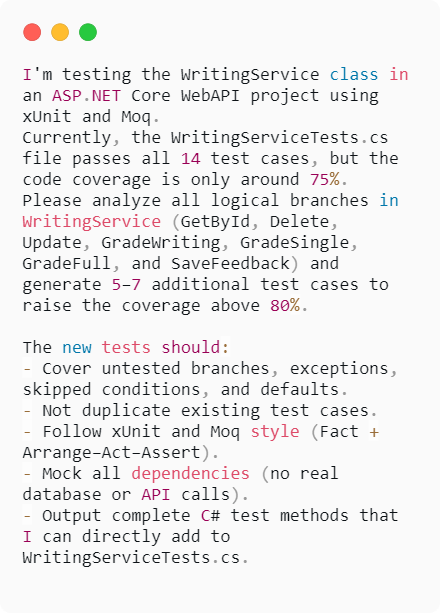 I'm testing the WritingService class in
an ASP.NET Core WebAPI project using
xUnit and Moq.
Currently, the WritingServiceTests.cs
file passes all 14 test cases, but the
code coverage is only around 75%.
Please analyze all logical branches in
WritingService (GetById, Delete,
Update, GradeWriting, GradeSingle,
GradeFull, and SaveFeedback) and
generate 5–7 additional test cases to
raise the coverage above 80%.

The new tests should:
- Cover untested branches, exceptions,
skipped conditions, and defaults.
- Not duplicate existing test cases.
- Follow xUnit and Moq style (Fact +
Arrange–Act–Assert).
- Mock all dependencies (no real
database or API calls).
- Output complete C# test methods that
I can directly add to
WritingServiceTests.cs.